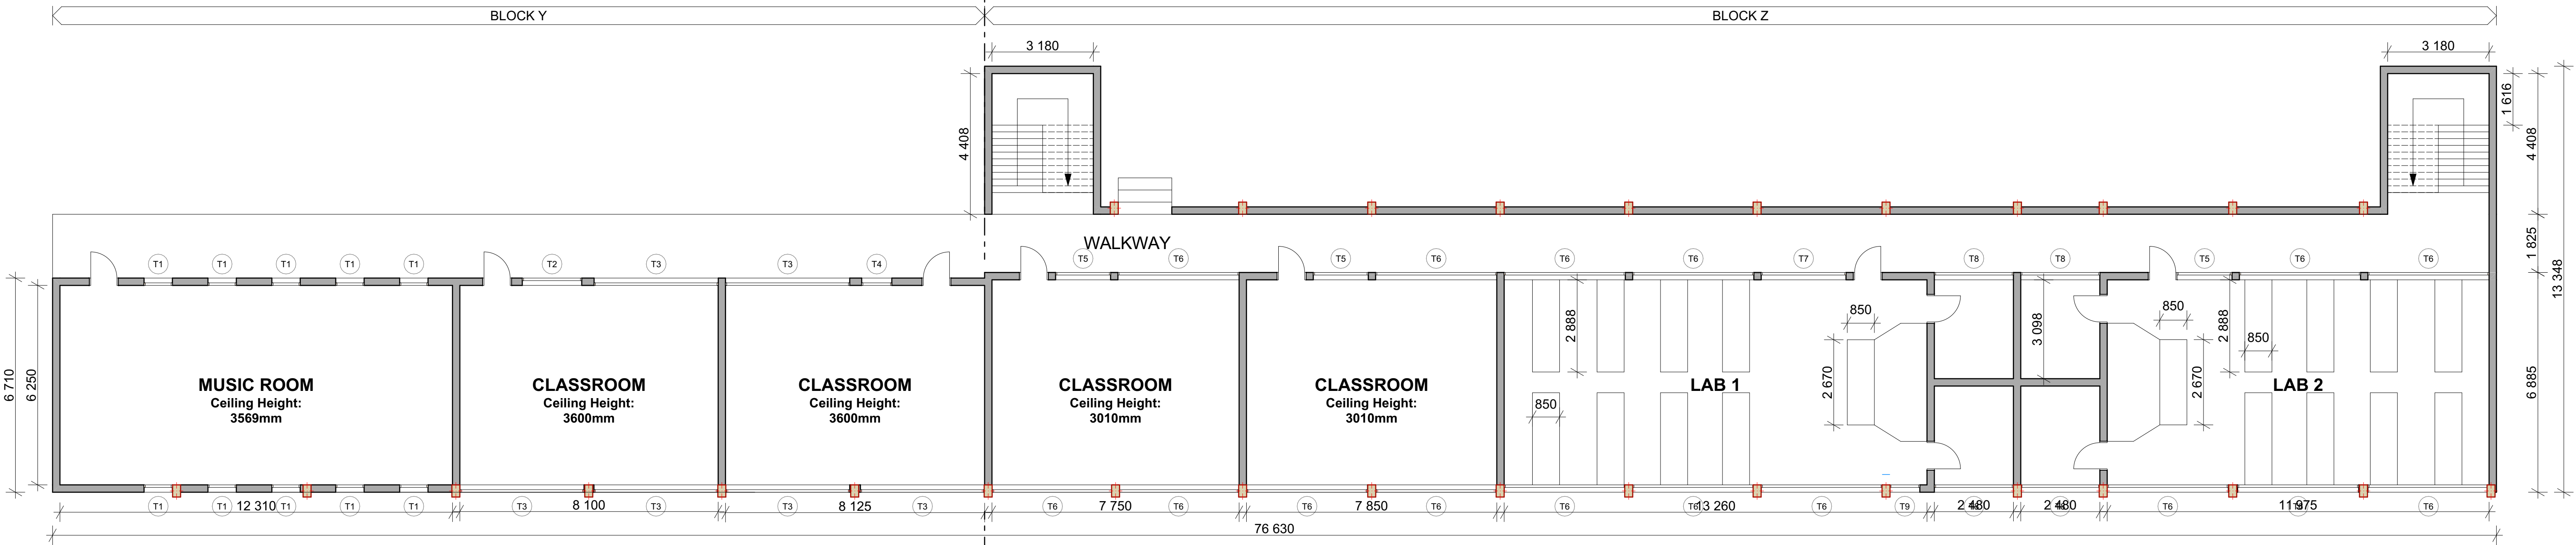 BLOCK Y
BLOCK Z
3 180
3 180
4 408
1 616
4 408
1 825
13 348
6 885
WALKWAY
T1
T1
T1
T1
T1
T2
T3
T3
T4
T5
T6
T5
T6
T6
T6
T7
T8
T8
T5
T6
T6
6 710
6 250
MUSIC ROOM
Ceiling Height:
3569mm
CLASSROOM
Ceiling Height:
3600mm
CLASSROOM
Ceiling Height:
3600mm
CLASSROOM
Ceiling Height:
3010mm
CLASSROOM
Ceiling Height:
3010mm
2 888
850
LAB 1
850
2 670
3 098
850
2 670
2 888
850
LAB 2
T1
T1
12 310
T1
T1
T1
T3
8 100
T3
T3
8 125
T3
T6
7 750
T6
T6
7 850
T6
T6
13 260
T6
T9
2 480
2 480
T6
11 975
T6
76 630